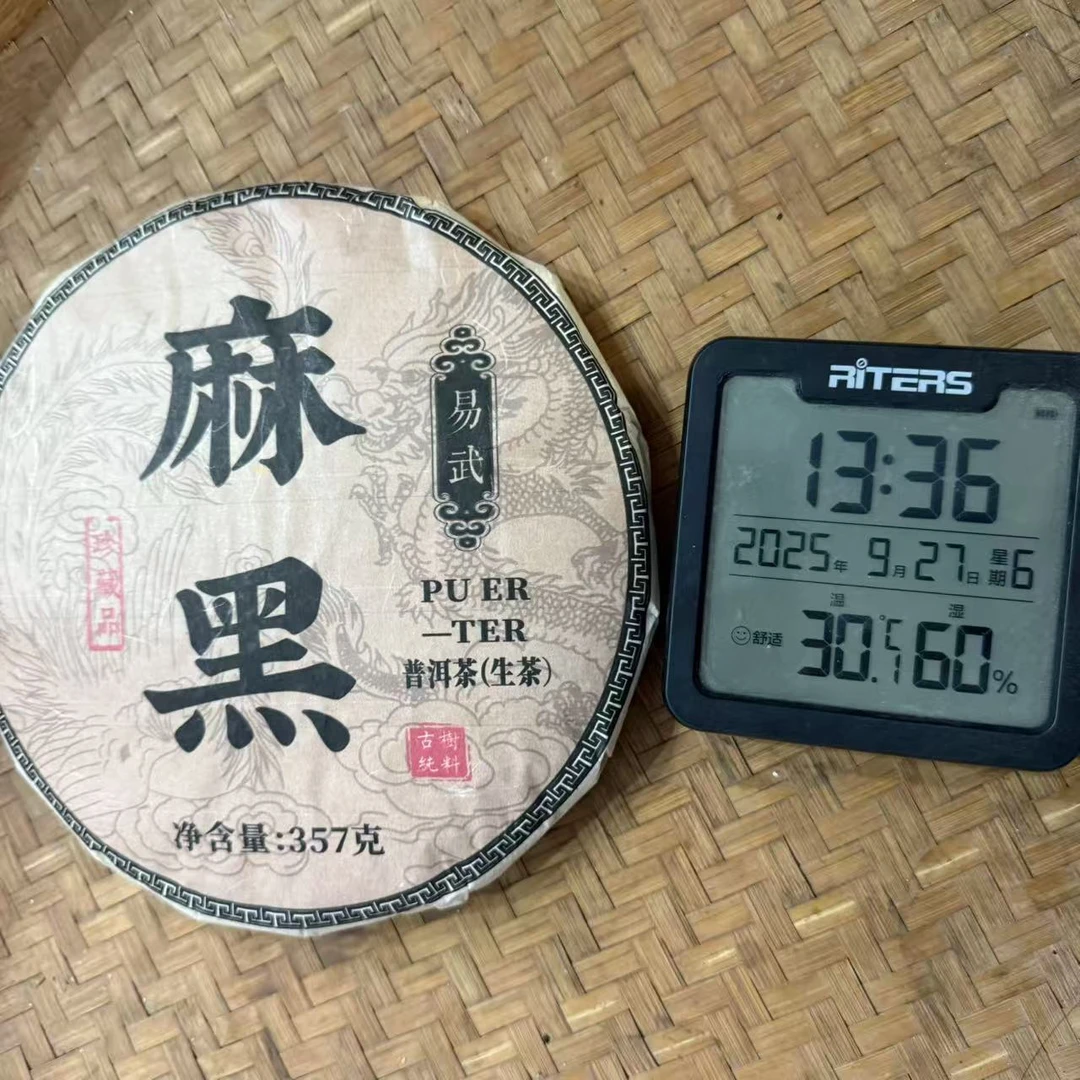 麻黑
易武
珍藏品
PU ER
—TER
普洱茶(生茶)
古樹
純料
净含量:357克
RITERS
13:36
2025年 9月27日 星期6
温 湿
舒适 30.1℃ 60%